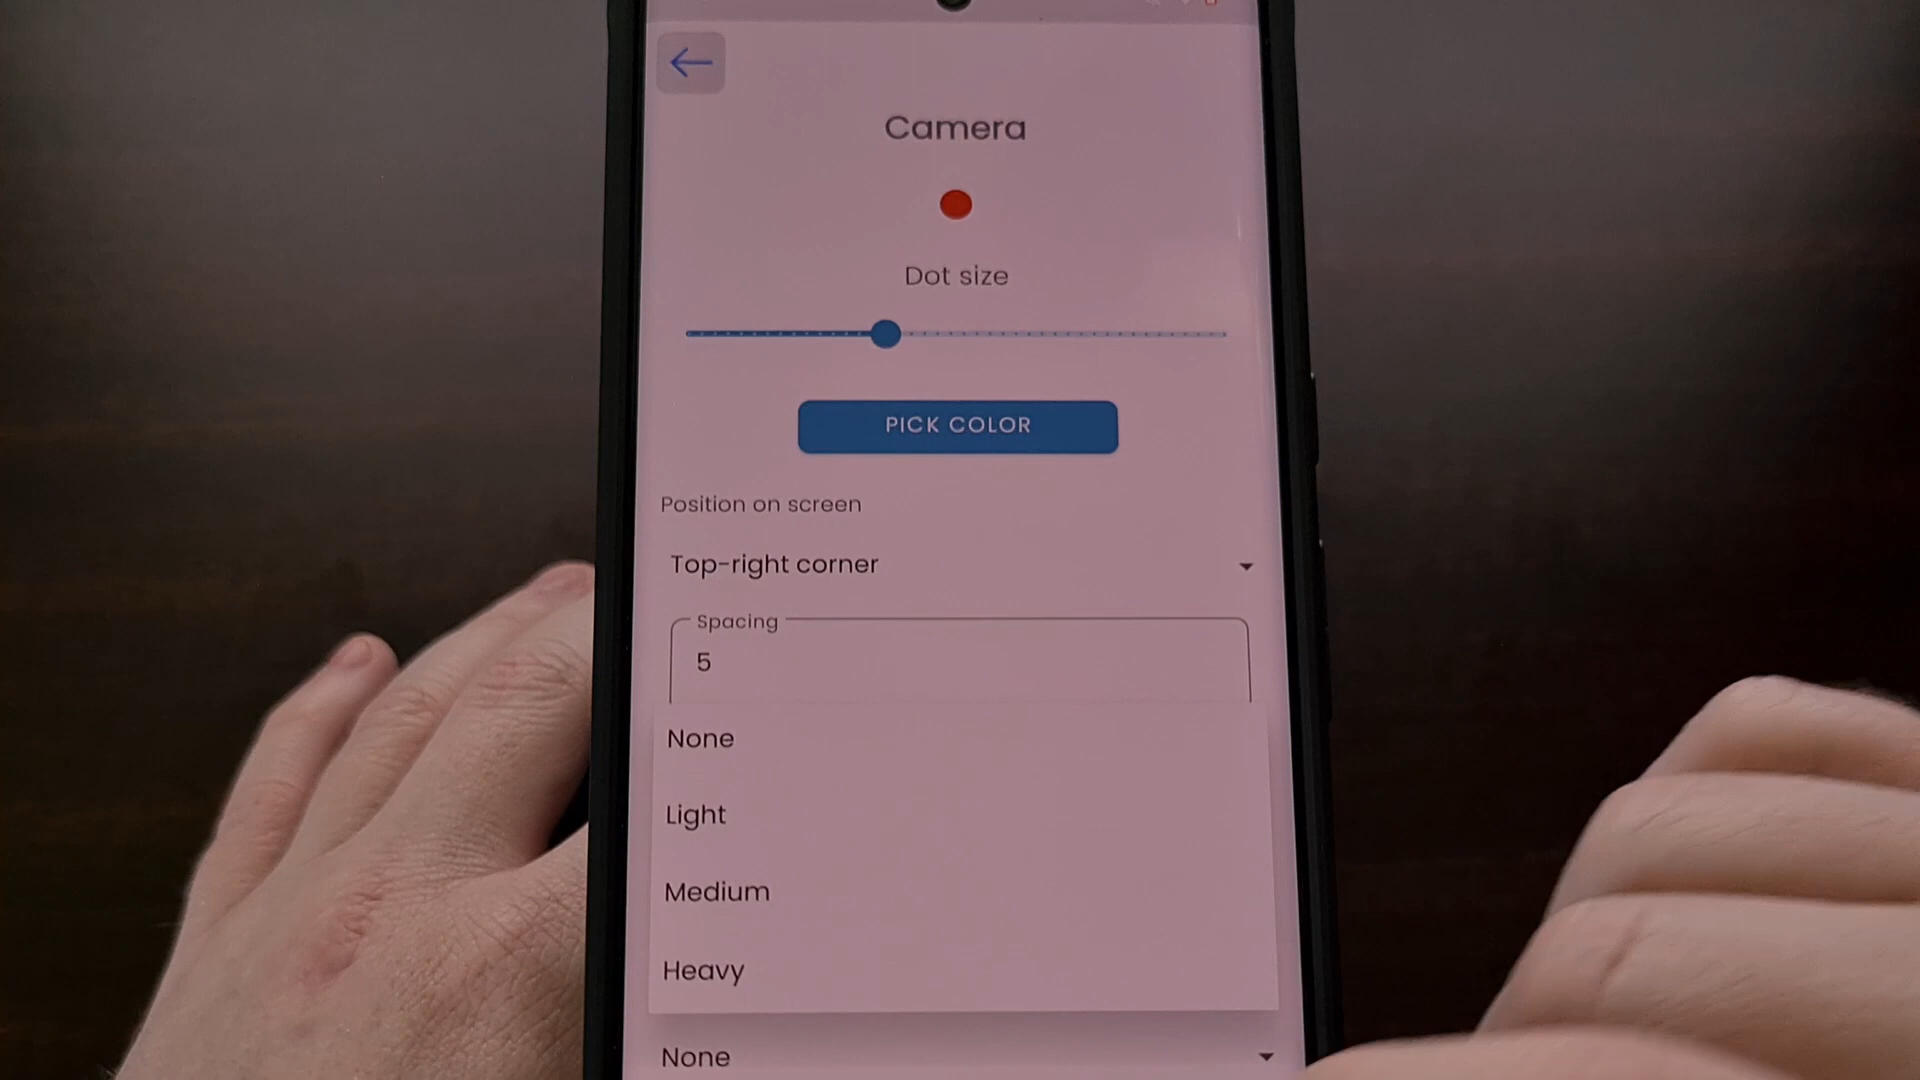 Camera
Dot size
PICK COLOR
Position on screen
Top-right corner
Spacing
5
None
Light
Medium
Heavy
None